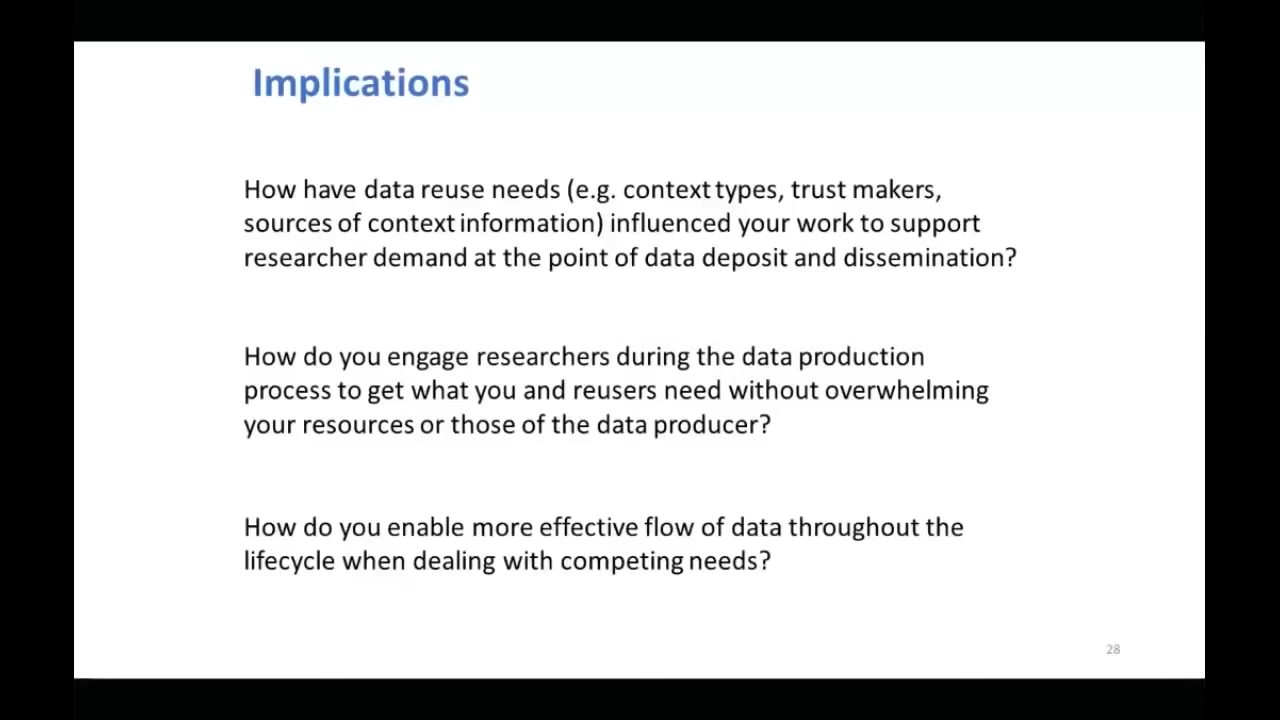 Implications
How have data reuse needs (e.g. context types, trust makers,
sources of context information) influenced your work to support
researcher demand at the point of data deposit and dissemination?
How do you engage researchers during the data production
process to get what you and reusers need without overwhelming
your resources or those of the data producer?
How do you enable more effective flow of data throughout the
lifecycle when dealing with competing needs?
28